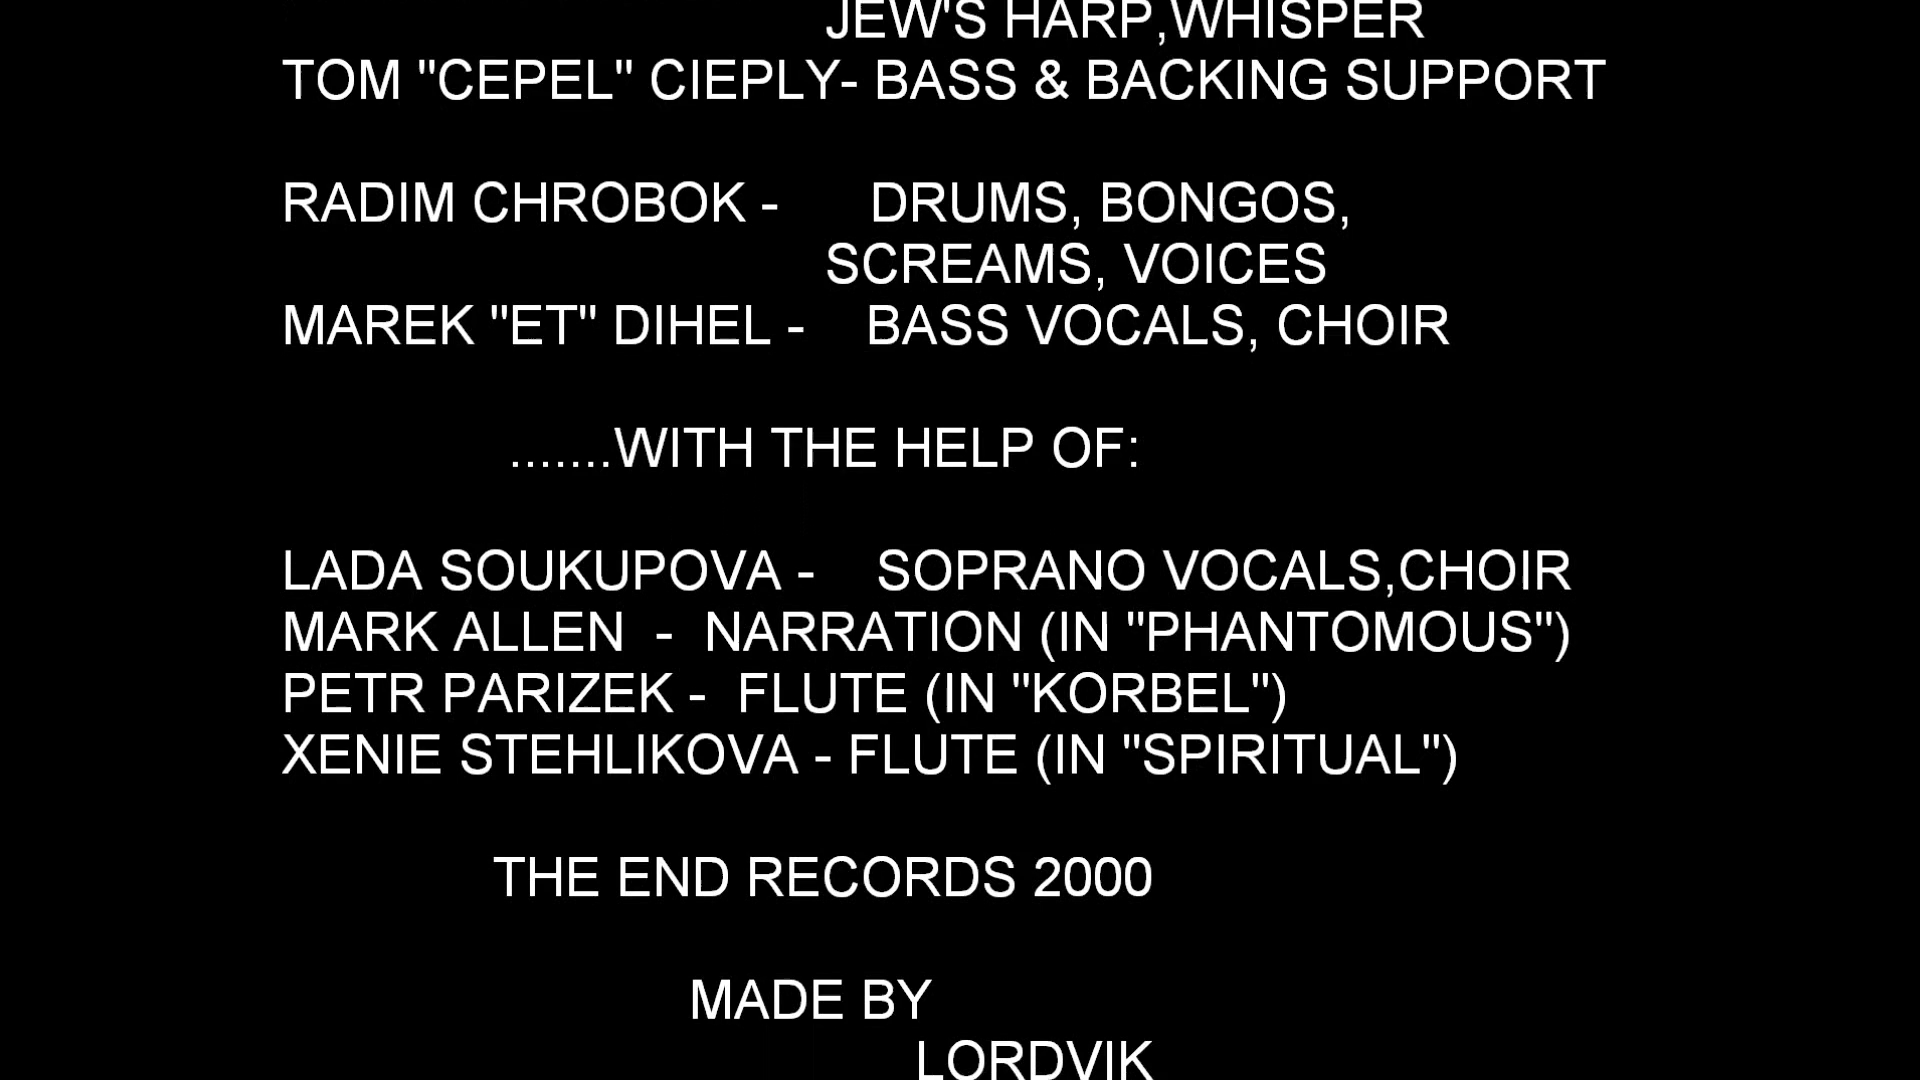 JEW'S HARP,WHISPER
TOM "CEPEL" CIEPLY- BASS & BACKING SUPPORT
RADIM CHROBOK - DRUMS, BONGOS,
SCREAMS, VOICES
MAREK "ET" DIHEL - BASS VOCALS, CHOIR
.......WITH THE HELP OF:
LADA SOUKUPOVA - SOPRANO VOCALS,CHOIR
MARK ALLEN - NARRATION (IN "PHANTOMOUS")
PETR PARIZEK - FLUTE (IN "KORBEL")
XENIE STEHLIKOVA - FLUTE (IN "SPIRITUAL")
THE END RECORDS 2000
MADE BY
LORDVIK